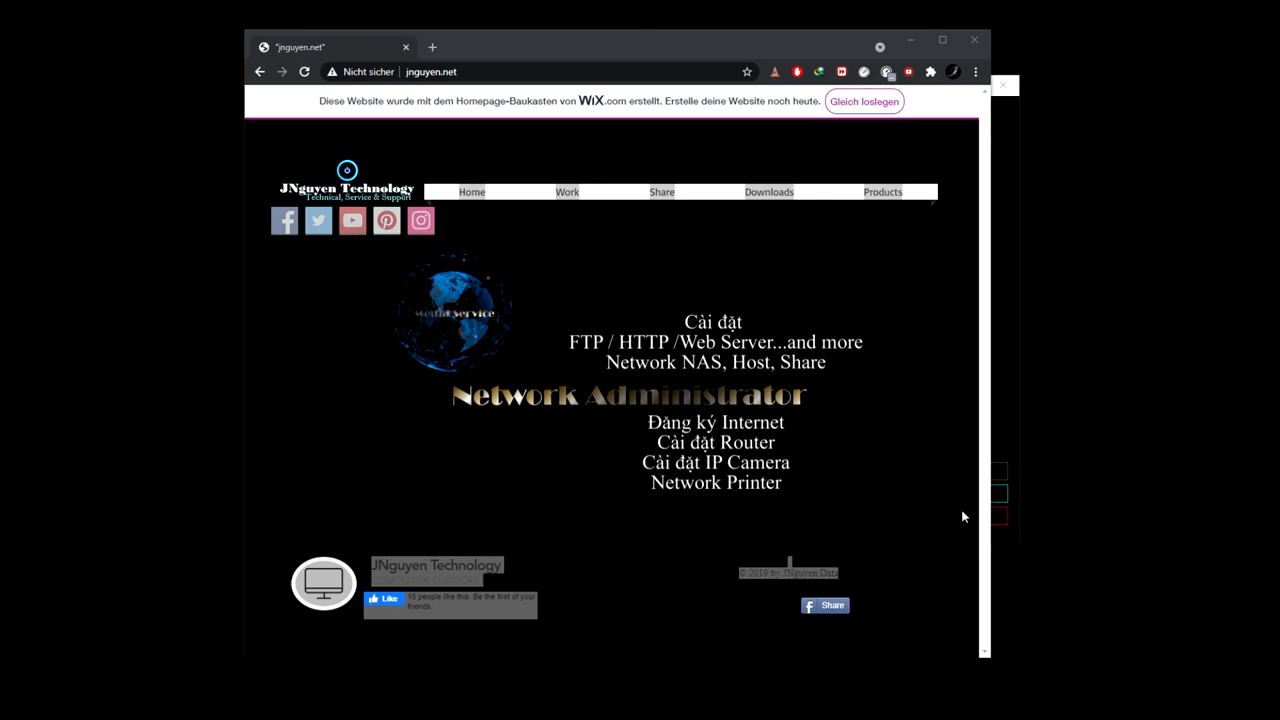 "jnguyen.net"
Nicht sicher jnguyen.net
Diese Website wurde mit dem Homepage-Baukasten von WiX.com erstellt. Erstelle deine Website noch heute. Gleich loslegen
JNguyen Technology
Technical, Service & Support
Home Work Share Downloads Products
Media Service
Cài đặt
FTP / HTTP /Web Server...and more
Network NAS, Host, Share
Network Administrator
Đăng ký Internet
Cài đặt Router
Cài đặt IP Camera
Network Printer
JNguyen Technology
COMPUTER SUPPORT
Like 15 people like this. Be the first of your
friends.
© 2019 by JNguyen Data
Share